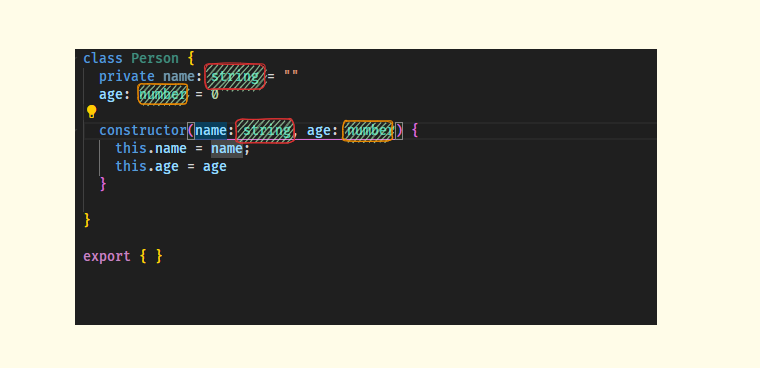 class Person {
private name: string = ""
age: number = 0
constructor(name: string, age: number) {
this.name = name;
this.age = age
}
}
export { }